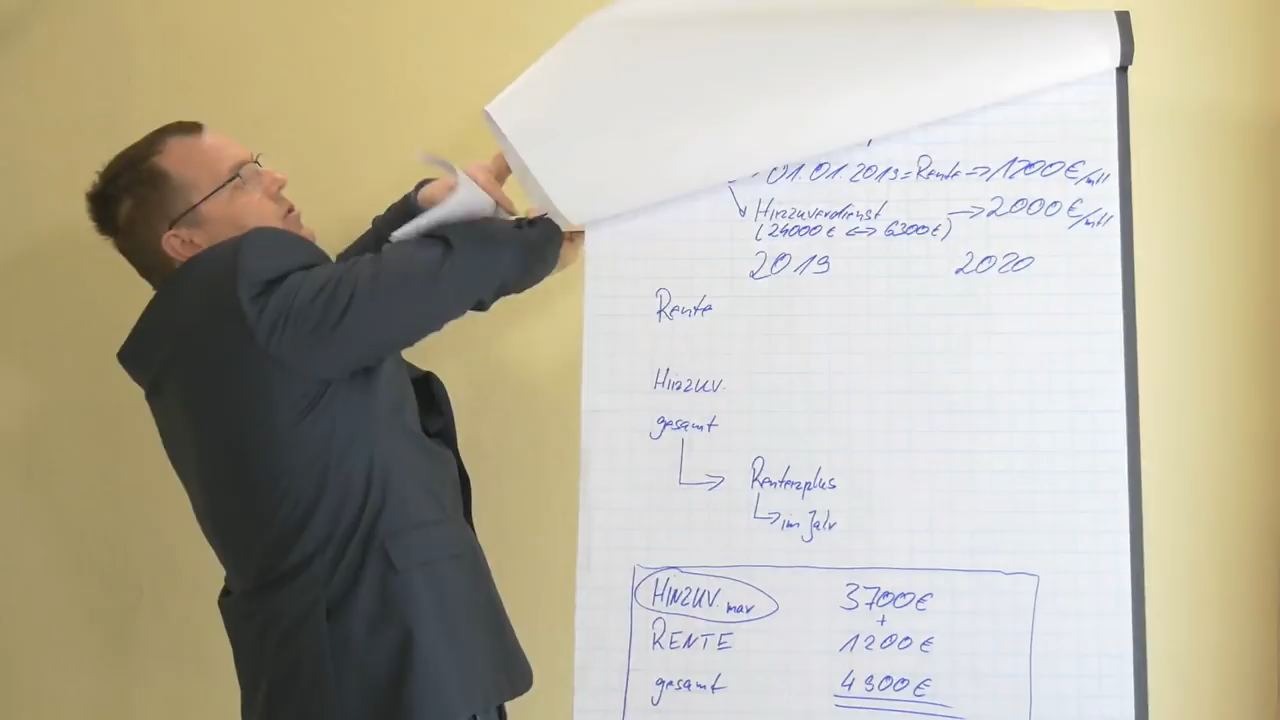 01.01.2019 = Rente → 1200€/mtl
Hinzuverdienst → 2000€/mtl
(24000€ <-> 6300€)
2019 2020
Rente
Hinzuv.
gesamt
Rentenplus
im Jahr
HINZUV. max 3700€
+
RENTE 1200€
gesamt 4900€